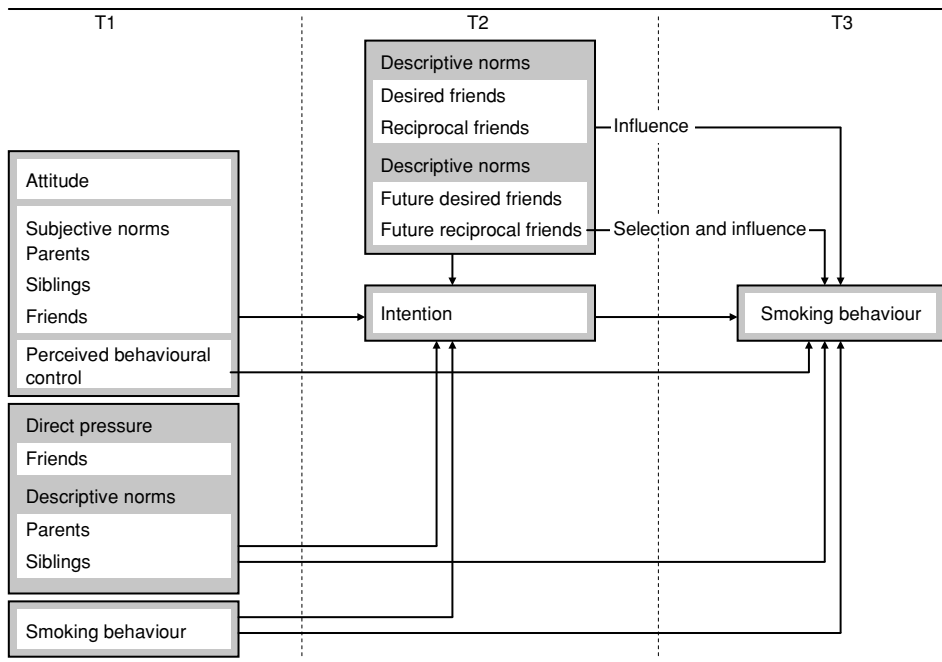 T1
T2
T3
Descriptive norms
Desired friends
Reciprocal friends
Influence
Descriptive norms
Future desired friends
Future reciprocal friends
Selection and influence
Attitude
Subjective norms
Parents
Siblings
Friends
Perceived behavioural
control
Intention
Smoking behaviour
Direct pressure
Friends
Descriptive norms
Parents
Siblings
Smoking behaviour